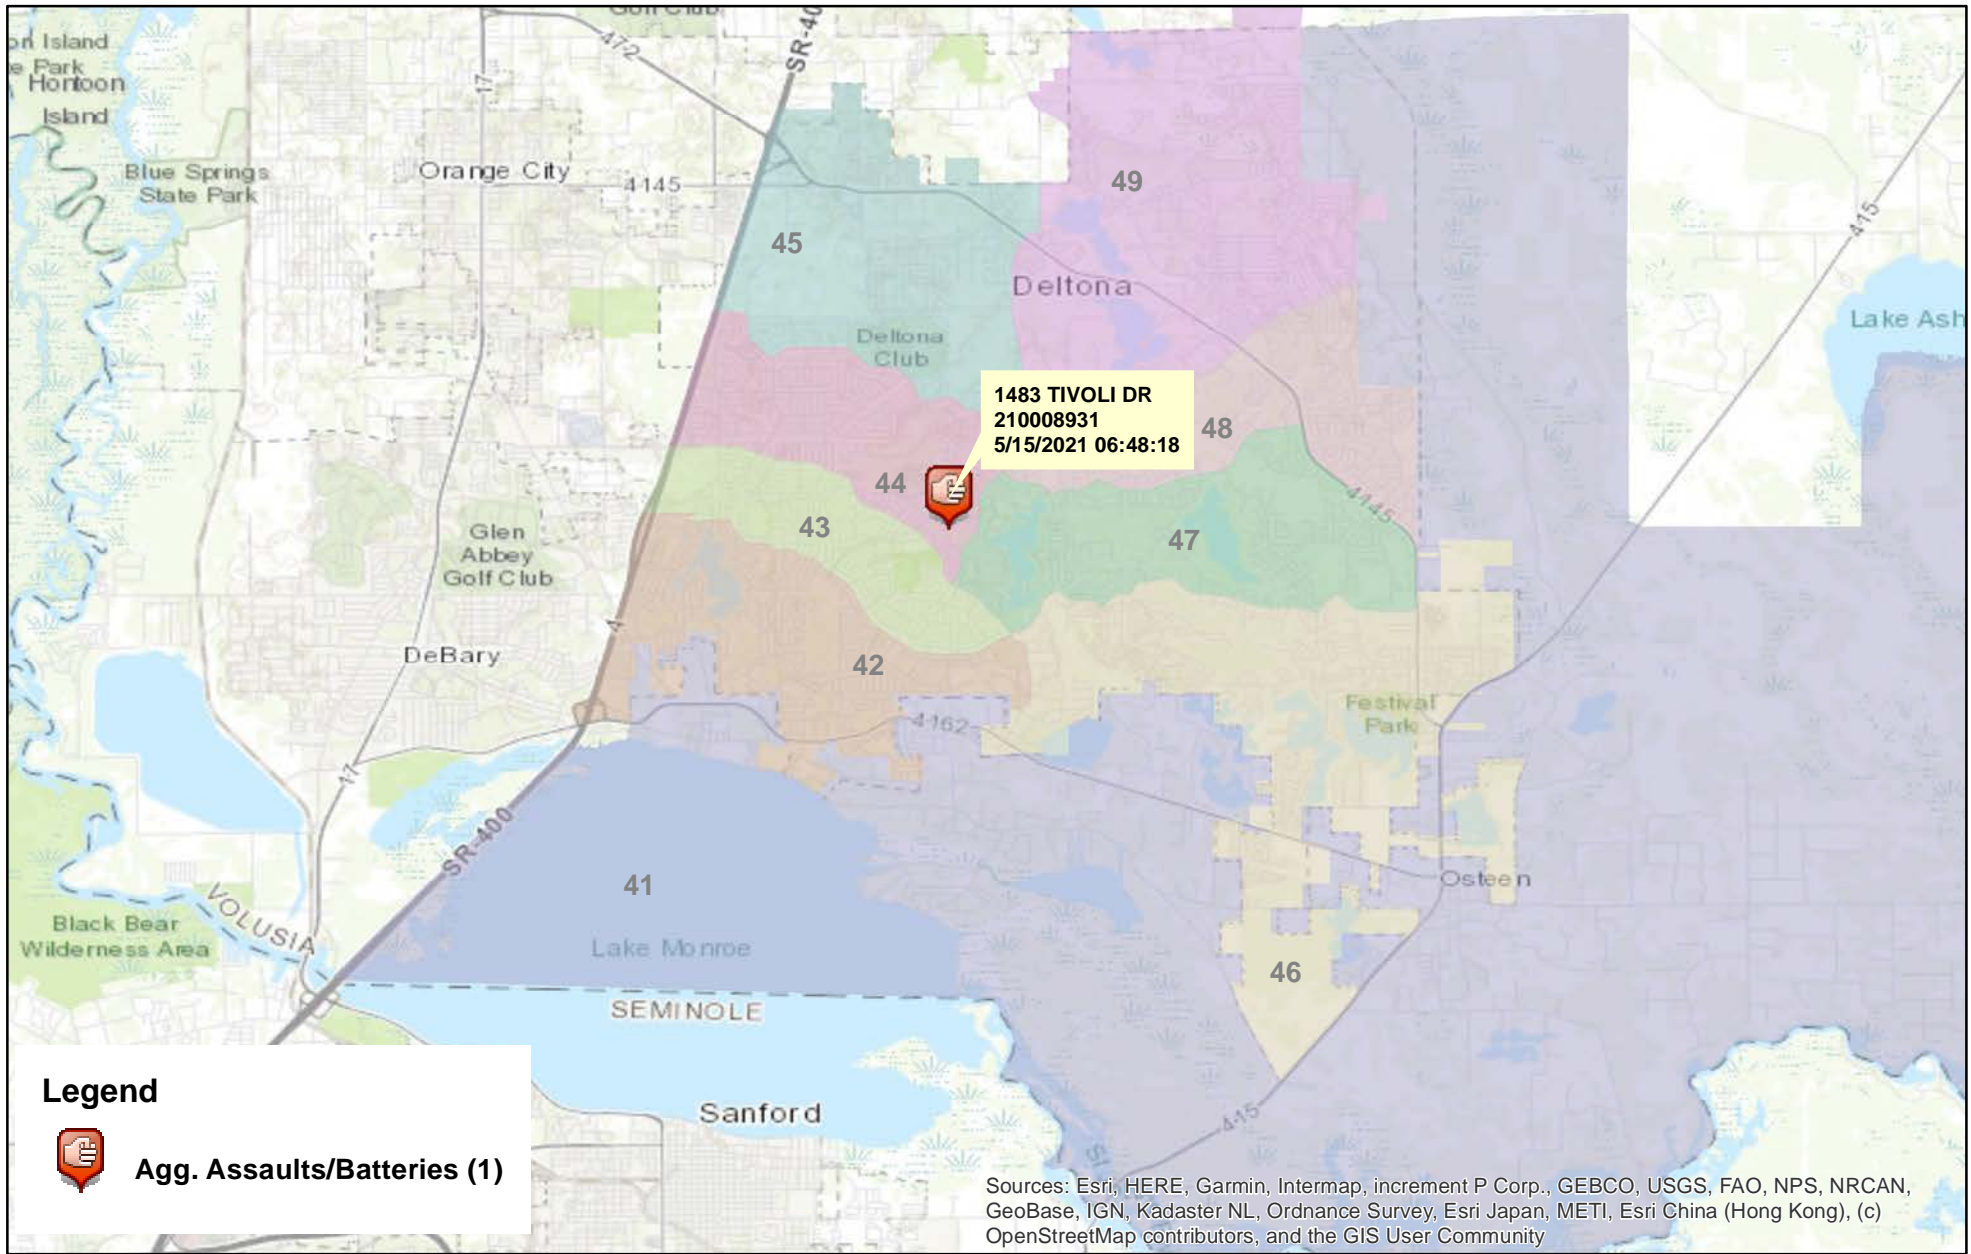 Golf Club
on Island
e Park
Hontoon
Island
472
17
SR-40
Blue Springs
State Park
Orange City
4145
49
415
45
Deltona
Lake Ash
Deltona
Club
1483 TIVOLI DR
210008931
5/15/2021 06:48:18
48
44
4145
43
47
Glen
Abbey
Golf Club
4
DeBary
42
Festival
Park
4162
17
SR-400
41
Osteen
VOLUSIA
Black Bear
Wilderness Area
Lake Monroe
46
SEMINOLE
Legend
Sanford
415
Agg. Assaults/Batteries (1)
Sources: Esri, HERE, Garmin, Intermap, increment P Corp., GEBCO, USGS, FAO, NPS, NRCAN,
GeoBase, IGN, Kadaster NL, Ordnance Survey, Esri Japan, METI, Esri China (Hong Kong), (c)
OpenStreetMap contributors, and the GIS User Community